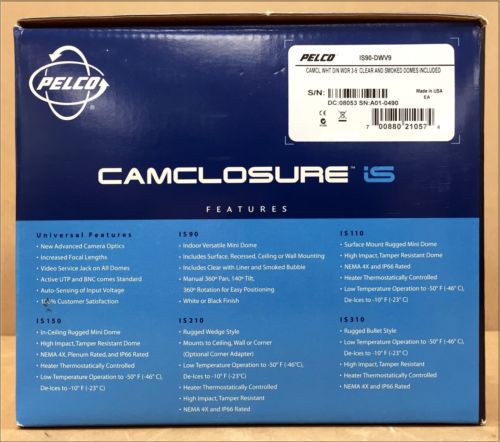 PELCO
PELCO IS90-DWV9
CAMCL WHT DIN WDR 3-9 CLEAR AND SMOKED DOMES INCLUDED
S/N:
Made in USA
EA
DC:08053 SN:A01-0490
7 00880 21057 4
CAMCLOSURE™ iS
FEATURES
Universal Features
• New Advanced Camera Optics
• Increased Focal Lengths
• Video Service Jack on All Domes
• Active UTP and BNC comes Standard
• Auto-Sensing of Input Voltage
• 100% Customer Satisfaction
IS90
• Indoor Versatile Mini Dome
• Includes Surface, Recessed, Ceiling or Wall Mounting
• Includes Clear with Liner and Smoked Bubble
• Manual 360º Pan, 140º Tilt,
360º Rotation for Easy Positioning
• White or Black Finish
IS110
• Surface Mount Rugged Mini Dome
• High Impact, Tamper Resistant Dome
• NEMA 4X and IP66 Rated
• Heater Thermostatically Controlled
• Low Temperature Operation to -50° F (-46° C),
De-Ices to -10° F (-23° C)
IS150
• In-Ceiling Rugged Mini Dome
• High Impact, Tamper Resistant Dome
• NEMA 4X, Plenum Rated, and IP66 Rated
• Heater Thermostatically Controlled
• Low Temperature Operation to -50° F (-46° C),
De-Ices to -10° F (-23° C)
IS210
• Rugged Wedge Style
• Mounts to Ceiling, Wall or Corner
(Optional Corner Adapter)
• Low Temperature Operation to -50° F (-46° C),
De-Ices to -10° F (-23°C)
• Heater Thermostatically Controlled
• High Impact, Tamper Resistant
• NEMA 4X and IP66 Rated
IS310
• Rugged Bullet Style
• Low Temperature Operation to -50° F (-46° C),
De-Ices to -10° F (-23° C)
• High Impact, Tamper Resistant
• Heater Thermostatically Controlled
• NEMA 4X and IP66 Rated